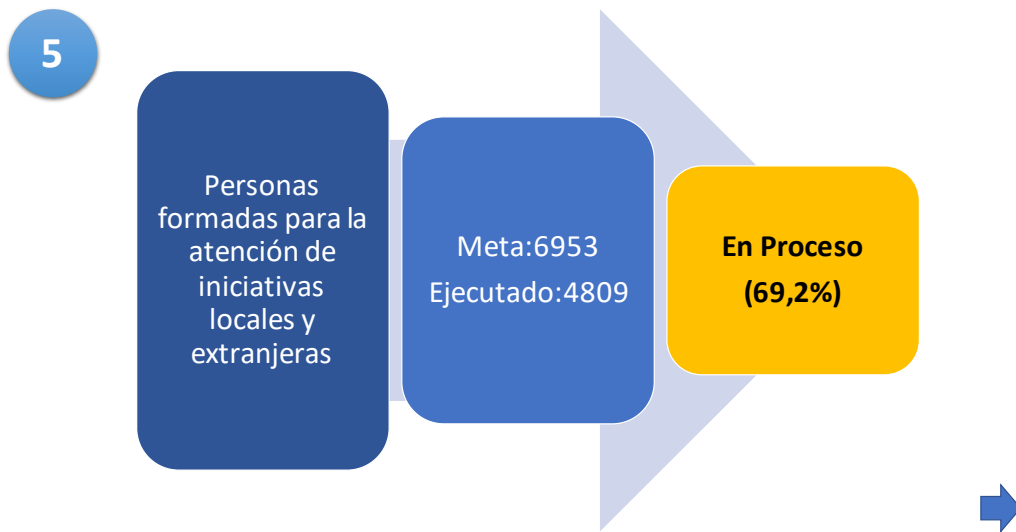 5
Personas
formadas para la
atención de
iniciativas
locales y
extranjeras
Meta:6953
Ejecutado:4809
En Proceso
(69,2%)